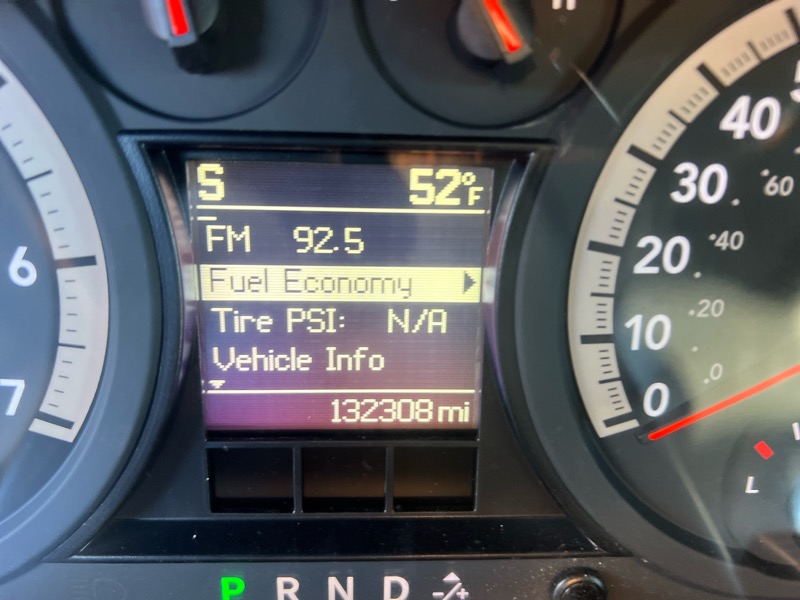 H
S 52°F
FM 92.5
Fuel Economy
Tire PSI: N/A
Vehicle Info
132308 mi
6
7
40
30
20
10
0
60
40
20
0
L
P R N D -/+